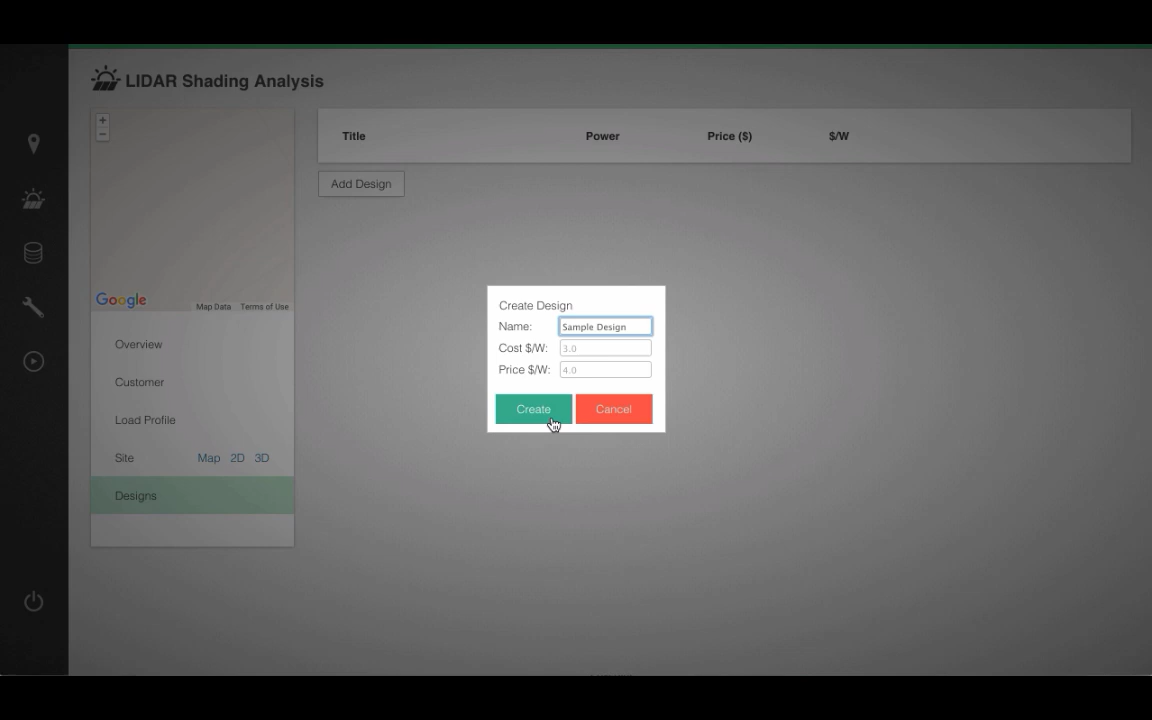 LIDAR Shading Analysis
+
−
Google
Map Data Terms of Use
Overview
Customer
Load Profile
Site Map 2D 3D
Designs
Title Power Price ($) $/W
Add Design
Create Design
Name: Sample Design
Cost $/W: 3.0
Price $/W: 4.0
Create Cancel